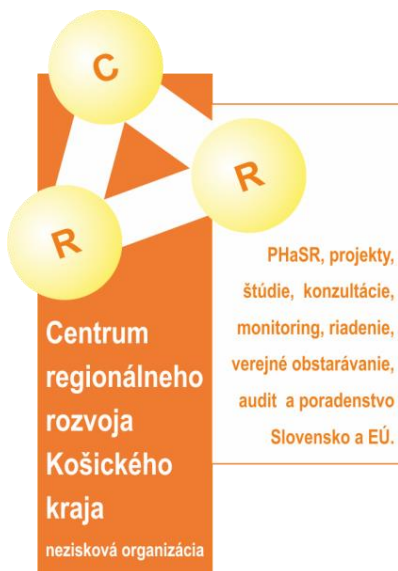 C
R
R
PHaSR, projekty,
štúdie, konzultácie,
monitoring, riadenie,
verejné obstarávanie,
audit a poradenstvo
Slovensko a EÚ.
Centrum
regionálneho
rozvoja
Košického
kraja
nezisková organizácia